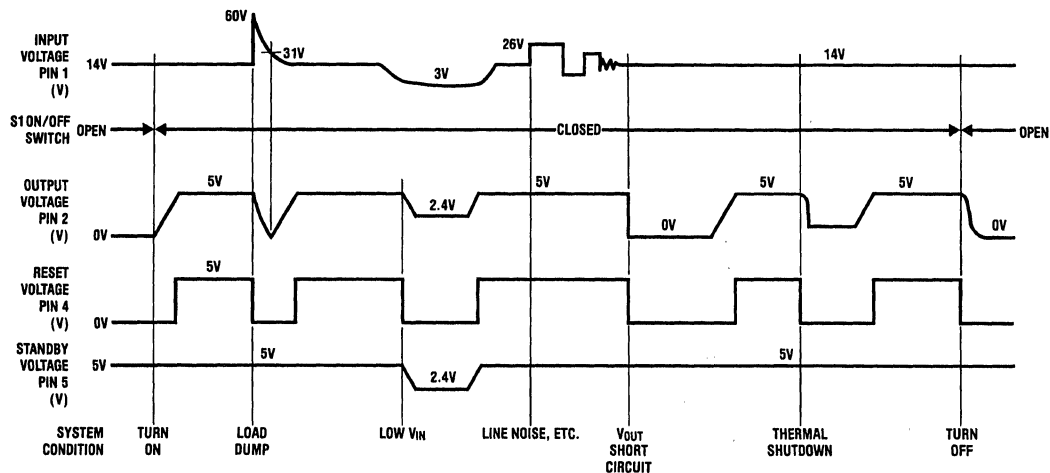 60V
INPUT
VOLTAGE
PIN 1
(V)
14V
31V
3V
26V
14V
S1 ON/OFF
SWITCH
OPEN
CLOSED
OPEN
OUTPUT
VOLTAGE
PIN 2
(V)
0V
5V
2.4V
5V
0V
5V
5V
0V
RESET
VOLTAGE
PIN 4
(V)
0V
5V
STANDBY
VOLTAGE
PIN 5
(V)
5V
5V
2.4V
5V
SYSTEM
CONDITION
TURN
ON
LOAD
DUMP
LOW VIN
LINE NOISE, ETC.
VOUT
SHORT
CIRCUIT
THERMAL
SHUTDOWN
TURN
OFF